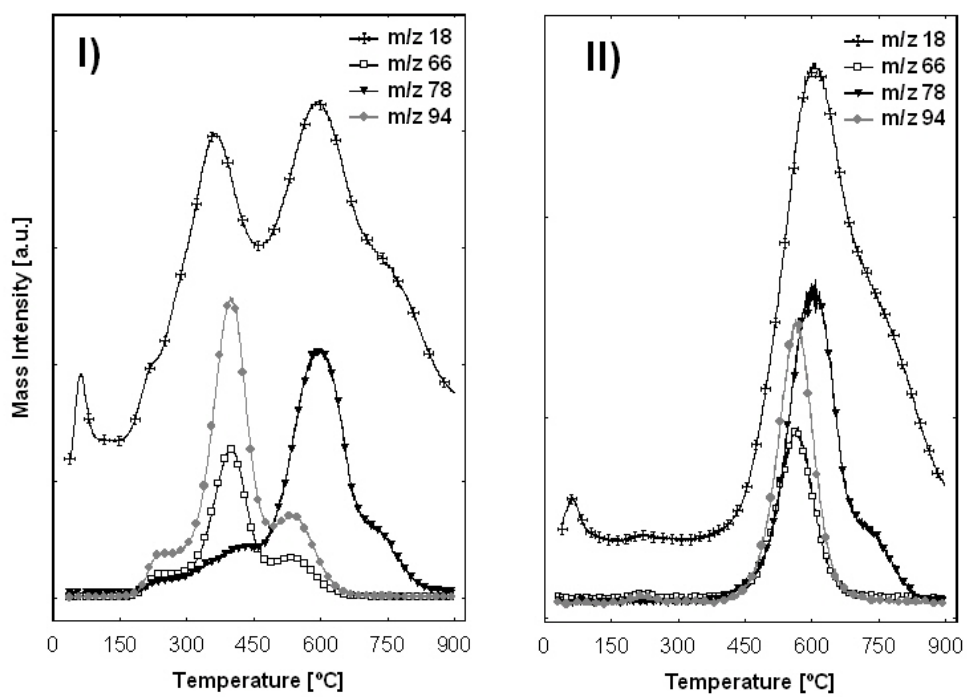 I)
m/z 18
m/z 66
m/z 78
m/z 94
II)
m/z 18
m/z 66
m/z 78
m/z 94
Mass Intensity [a.u.]
0 150 300 450 600 750 900
Temperature [ºC]
0 150 300 450 600 750 900
Temperature [ºC]